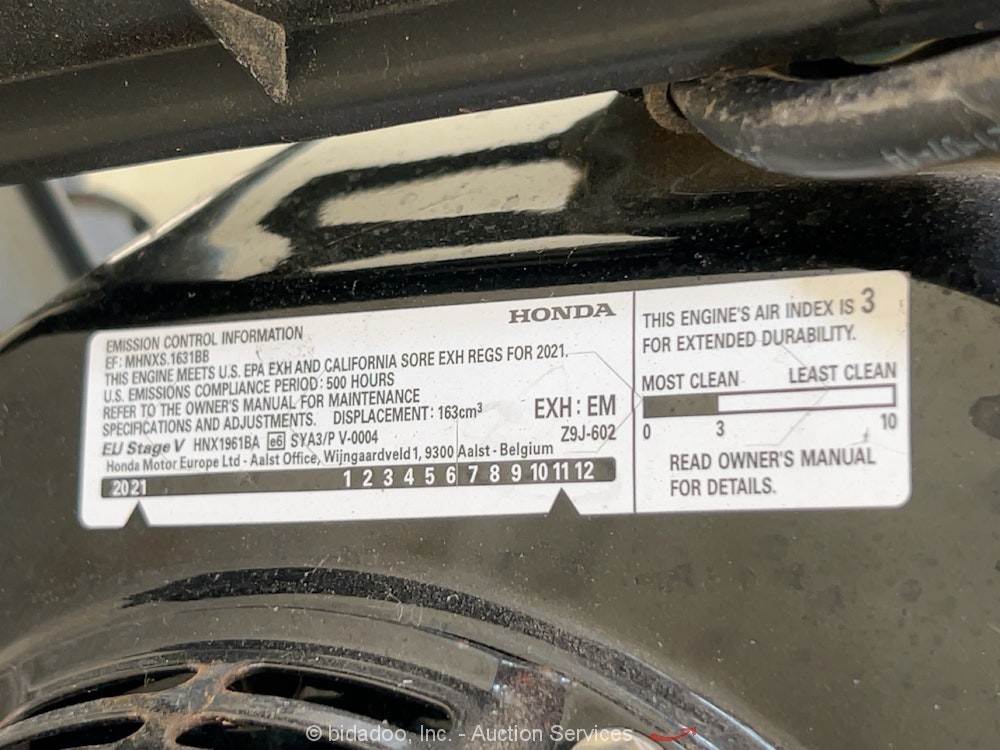 EMISSION CONTROL INFORMATION
HONDA
EF: MHNXS.1631BB
THIS ENGINE MEETS U.S. EPA EXH AND CALIFORNIA SORE EXH REGS FOR 2021.
U.S. EMISSIONS COMPLIANCE PERIOD: 500 HOURS
REFER TO THE OWNER'S MANUAL FOR MAINTENANCE
SPECIFICATIONS AND ADJUSTMENTS. DISPLACEMENT: 163cm³
EXH: EM
EU Stage V HNX1961BA e6 SYA3/P V-0004
Z9J-602
Honda Motor Europe Ltd - Aalst Office, Wijngaardveld 1, 9300 Aalst - Belgium
2021 1 2 3 4 5 6 7 8 9 10 11 12
THIS ENGINE'S AIR INDEX IS 3
FOR EXTENDED DURABILITY.
MOST CLEAN LEAST CLEAN
0 3 10
READ OWNER'S MANUAL
FOR DETAILS.
© bidadoo, Inc. - Auction Services